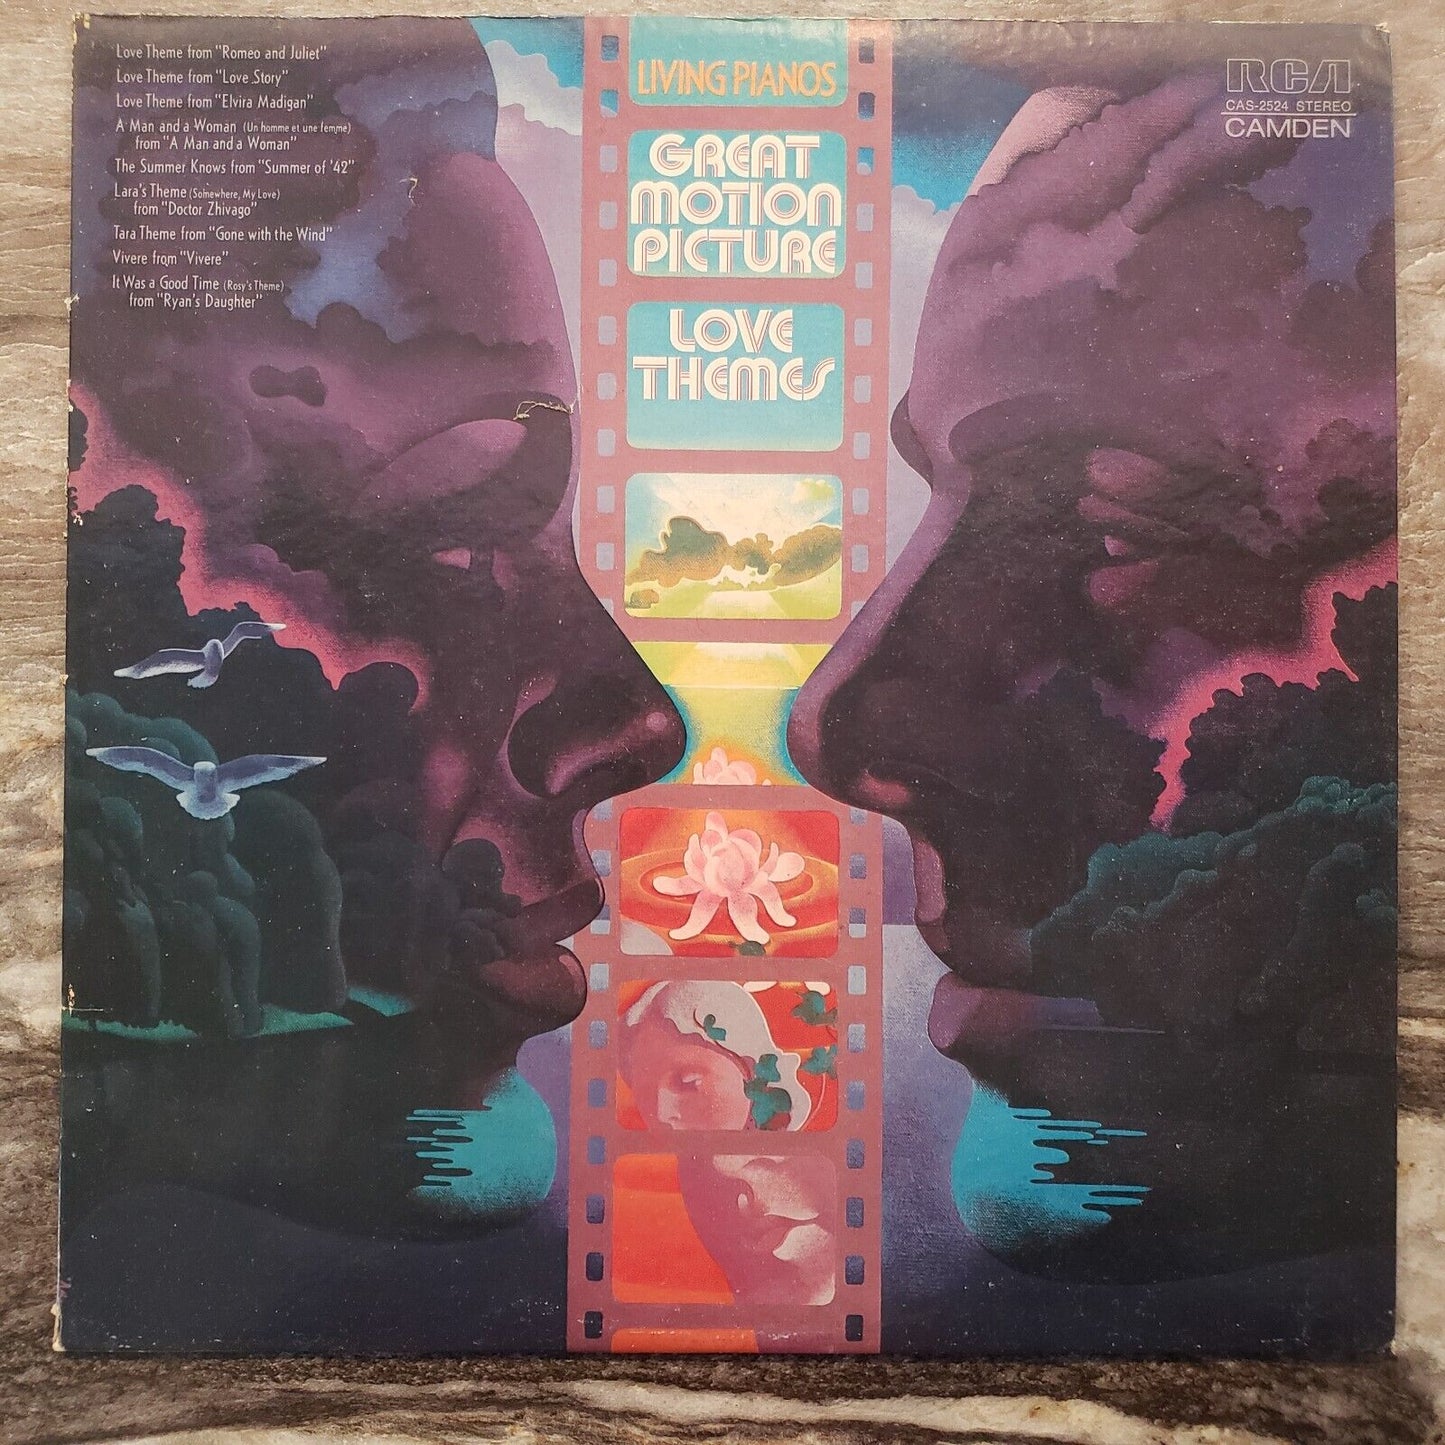 Love Theme from "Romeo and Juliet"
Love Theme from "Love Story"
Love Theme from "Elvira Madigan"
A Man and a Woman (Un homme et une femme)
from "A Man and a Woman"
The Summer Knows from "Summer of '42"
Lara's Theme (Somewhere, My Love)
from "Doctor Zhivago"
Tara Theme from "Gone with the Wind"
Vivere from "Vivere"
It Was a Good Time (Rosy's Theme)
from "Ryan's Daughter"
LIVING PIANOS
GREAT
MOTION
PICTURE
LOVE
THEMES
RCA
CAS-2524 STEREO
CAMDEN